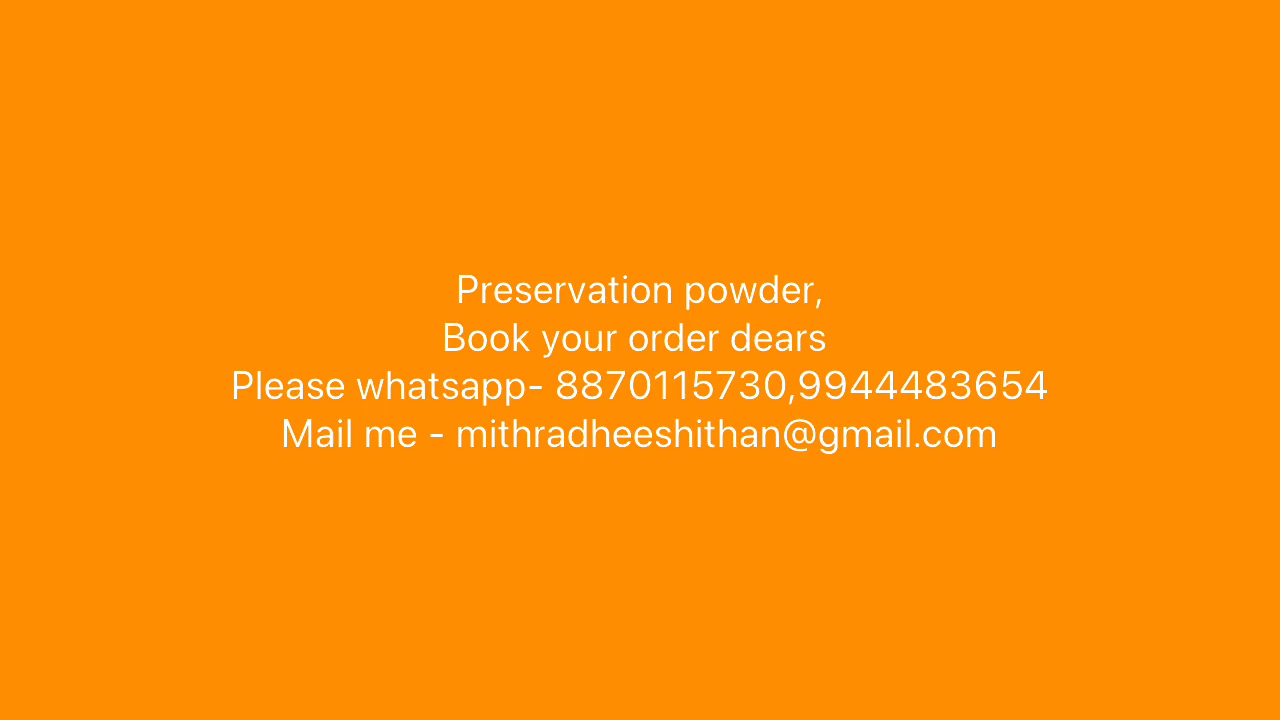 Preservation powder,
Book your order dears
Please whatsapp- 8870115730,9944483654
Mail me - mithradheeshithan@gmail.com